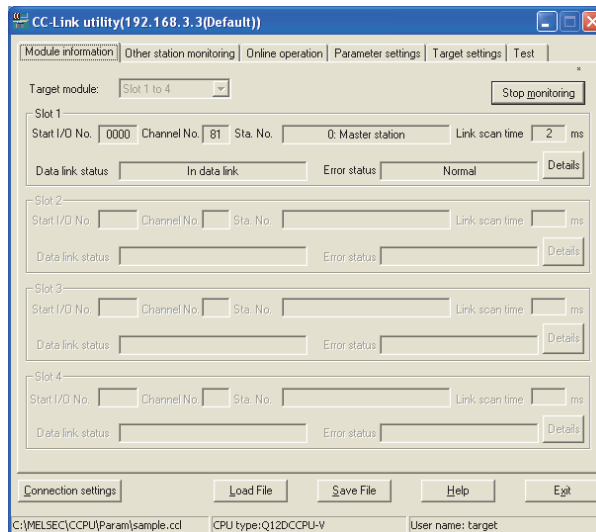 CC-Link utility(192.168.3.3(Default))
Module information Other station monitoring Online operation Parameter settings Target settings Test
*
Target module: Slot 1 to 4 Stop monitoring
Slot 1
Start I/O No. 0000 Channel No. 81 Sta. No. 0: Master station Link scan time 2 ms
Data link status In data link Error status Normal Details
Slot 2
Start I/O No. Channel No. Sta. No. Link scan time ms
Data link status Error status Details
Slot 3
Start I/O No. Channel No. Sta. No. Link scan time ms
Data link status Error status Details
Slot 4
Start I/O No. Channel No. Sta. No. Link scan time ms
Data link status Error status Details
Connection settings Load File Save File Help Exit
C:\MELSEC\CCPU\Param\sample.ccl CPU type:Q12DCCPU-V User name: target